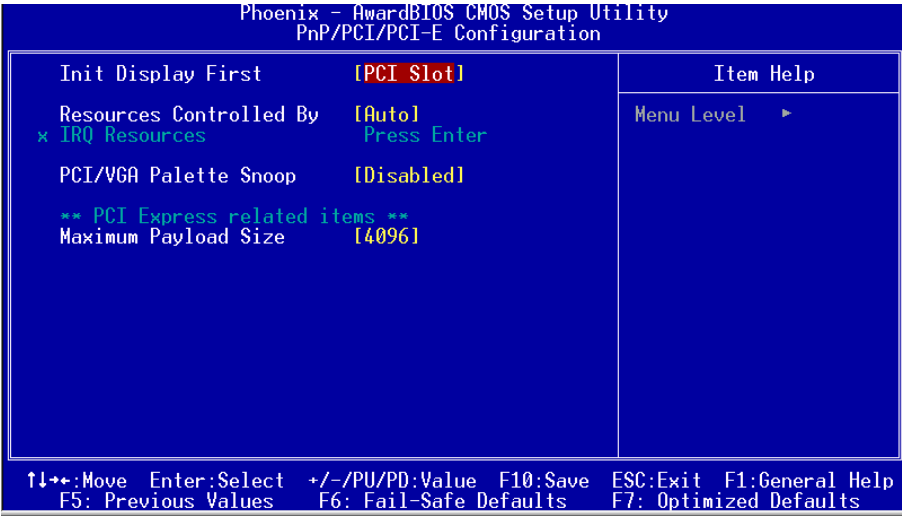 Phoenix - AwardBIOS CMOS Setup Utility
PnP/PCI/PCI-E Configuration
Init Display First [PCI Slot]
Item Help
Resources Controlled By [Auto]
Menu Level ►
x IRQ Resources Press Enter
PCI/VGA Palette Snoop [Disabled]
** PCI Express related items **
Maximum Payload Size [4096]
↑↓→←:Move Enter:Select +/-/PU/PD:Value F10:Save ESC:Exit F1:General Help
F5: Previous Values F6: Fail-Safe Defaults F7: Optimized Defaults